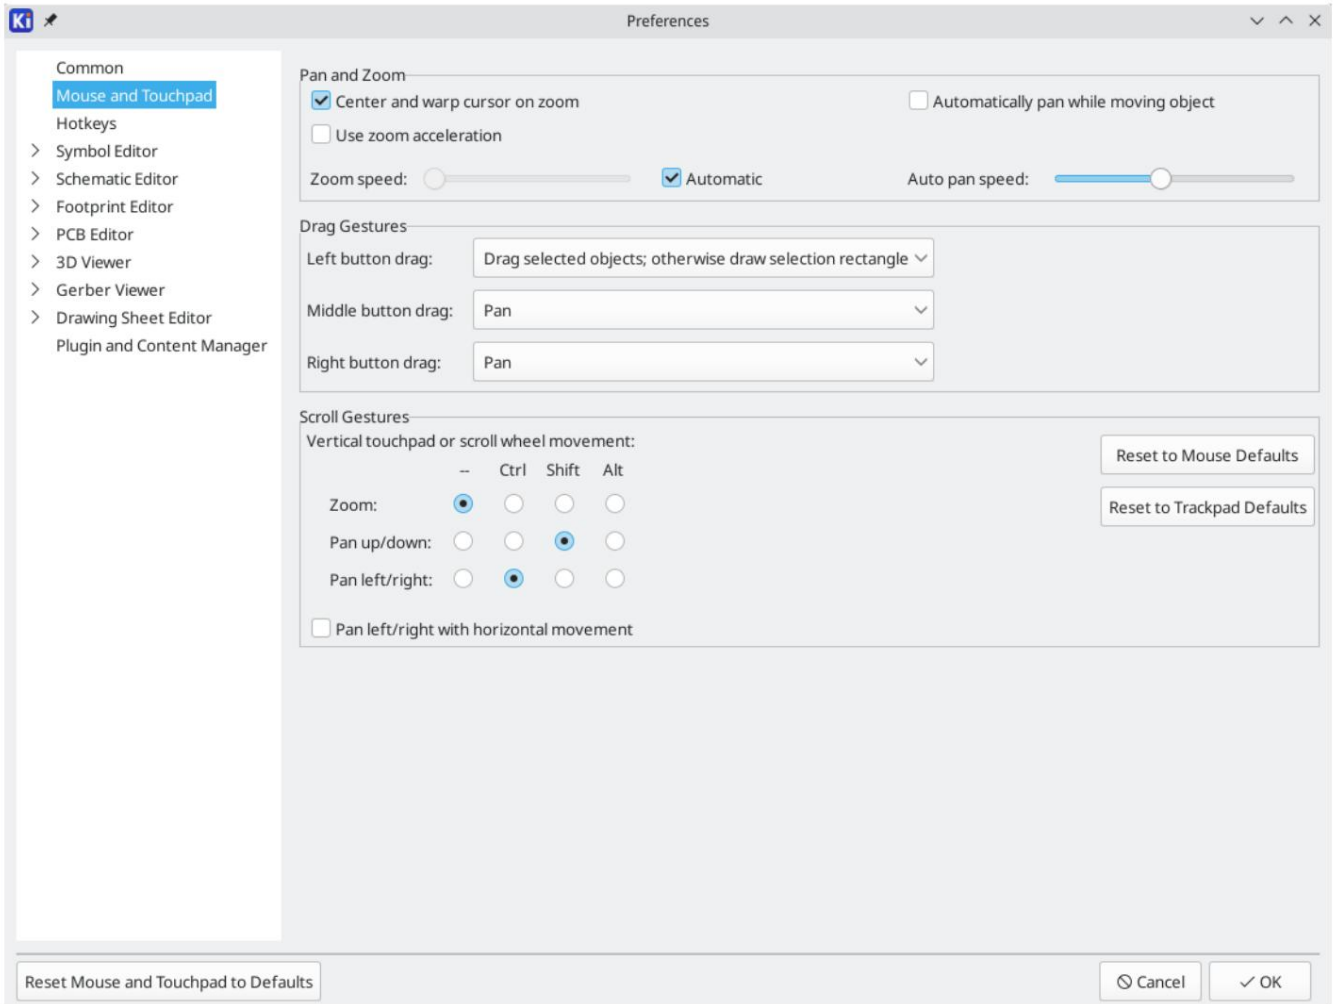 Ki Preferences
Common
Mouse and Touchpad
Hotkeys
Symbol Editor
Schematic Editor
Footprint Editor
PCB Editor
3D Viewer
Gerber Viewer
Drawing Sheet Editor
Plugin and Content Manager
Pan and Zoom
Center and warp cursor on zoom Automatically pan while moving object
Use zoom acceleration
Zoom speed: Automatic Auto pan speed:
Drag Gestures
Left button drag: Drag selected objects; otherwise draw selection rectangle
Middle button drag: Pan
Right button drag: Pan
Scroll Gestures
Vertical touchpad or scroll wheel movement:
-- Ctrl Shift Alt
Zoom:
Pan up/down:
Pan left/right:
Pan left/right with horizontal movement
Reset to Mouse Defaults
Reset to Trackpad Defaults
Reset Mouse and Touchpad to Defaults Cancel OK